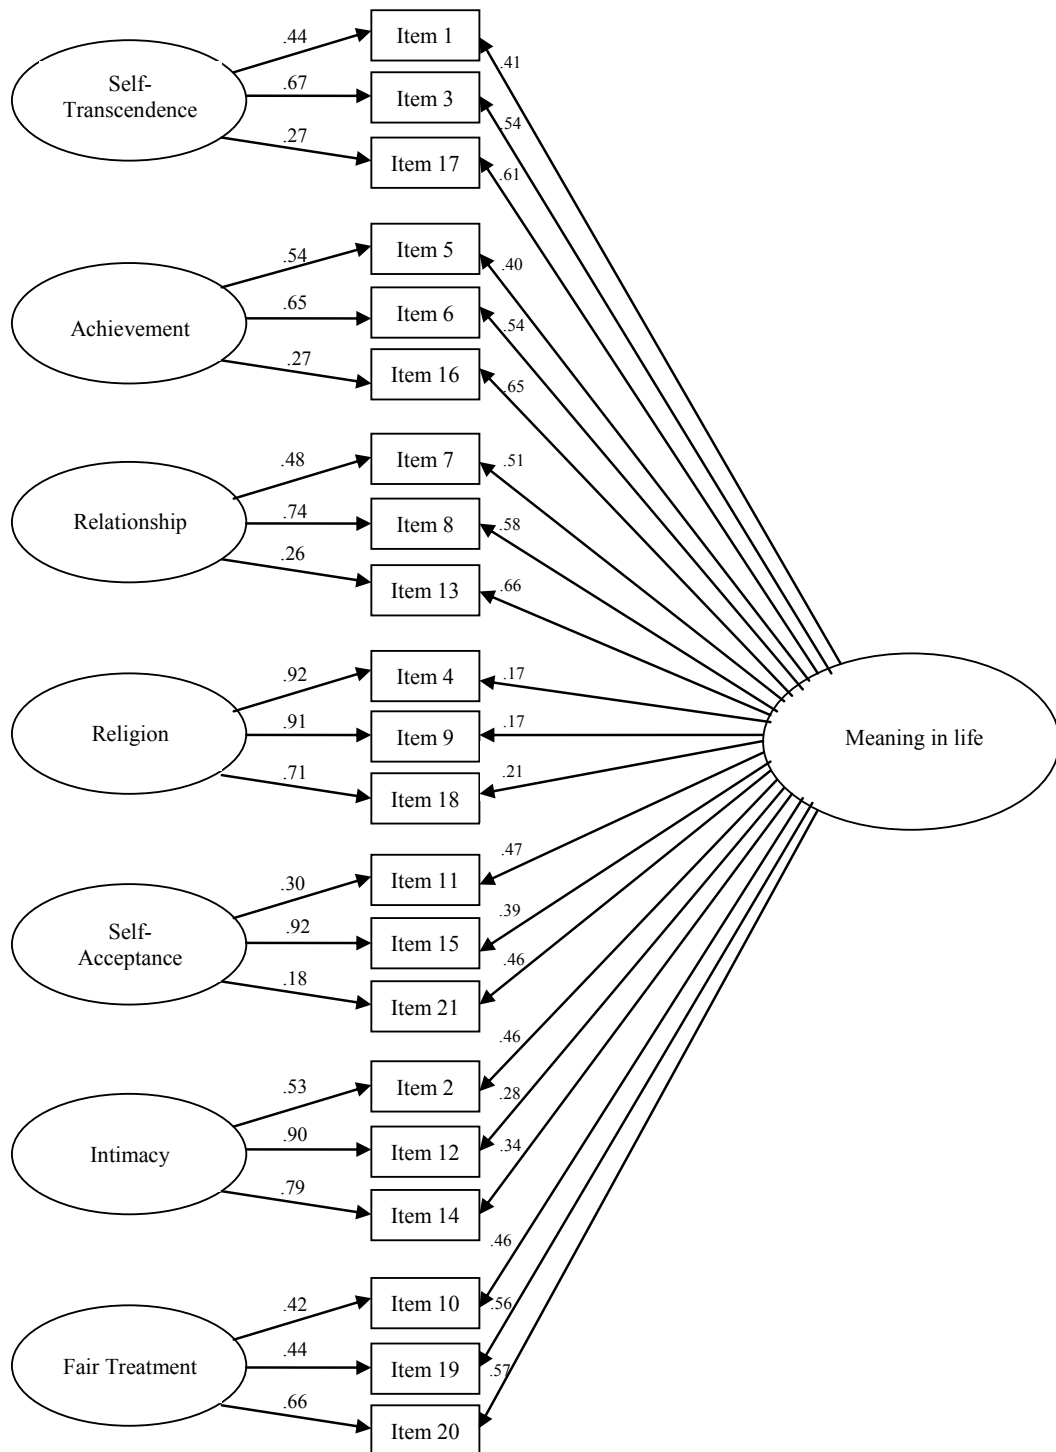 .44
Item 1
.41
Self-
Transcendence
.67
Item 3
.54
.27
Item 17
.61
.54
Item 5
.40
Achievement
.65
Item 6
.54
.27
Item 16
.65
.48
Item 7
.51
Relationship
.74
Item 8
.58
.26
Item 13
.66
.92
Item 4
.17
Religion
.91
Item 9
.17
Meaning in life
.71
Item 18
.21
.30
Item 11
.47
Self-
Acceptance
.92
Item 15
.39
.18
Item 21
.46
.53
Item 2
.46
Intimacy
.90
Item 12
.28
.79
Item 14
.34
.42
Item 10
.46
Fair Treatment
.44
Item 19
.56
.66
Item 20
.57